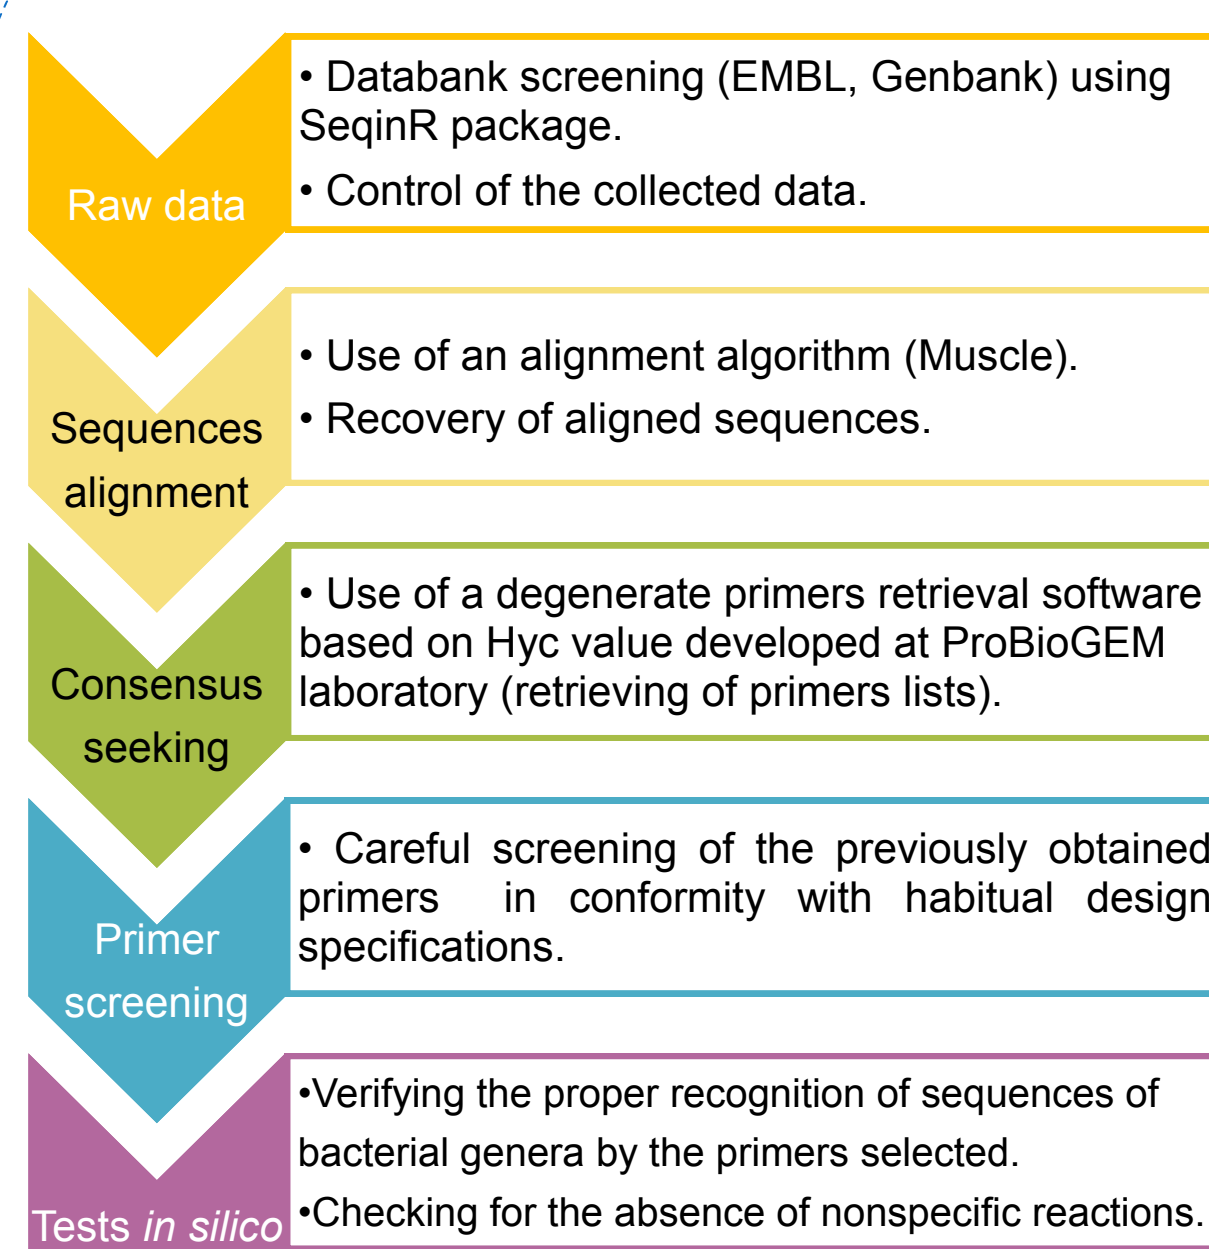 • Databank screening (EMBL, Genbank) using
SeqinR package.
• Control of the collected data.
Raw data
• Use of an alignment algorithm (Muscle).
• Recovery of aligned sequences.
Sequences
alignment
• Use of a degenerate primers retrieval software
based on Hyc value developed at ProBioGEM
laboratory (retrieving of primers lists).
Consensus
seeking
• Careful screening of the previously obtained
primers in conformity with habitual design
specifications.
Primer
screening
•Verifying the proper recognition of sequences of
bacterial genera by the primers selected.
•Checking for the absence of nonspecific reactions.
Tests in silico